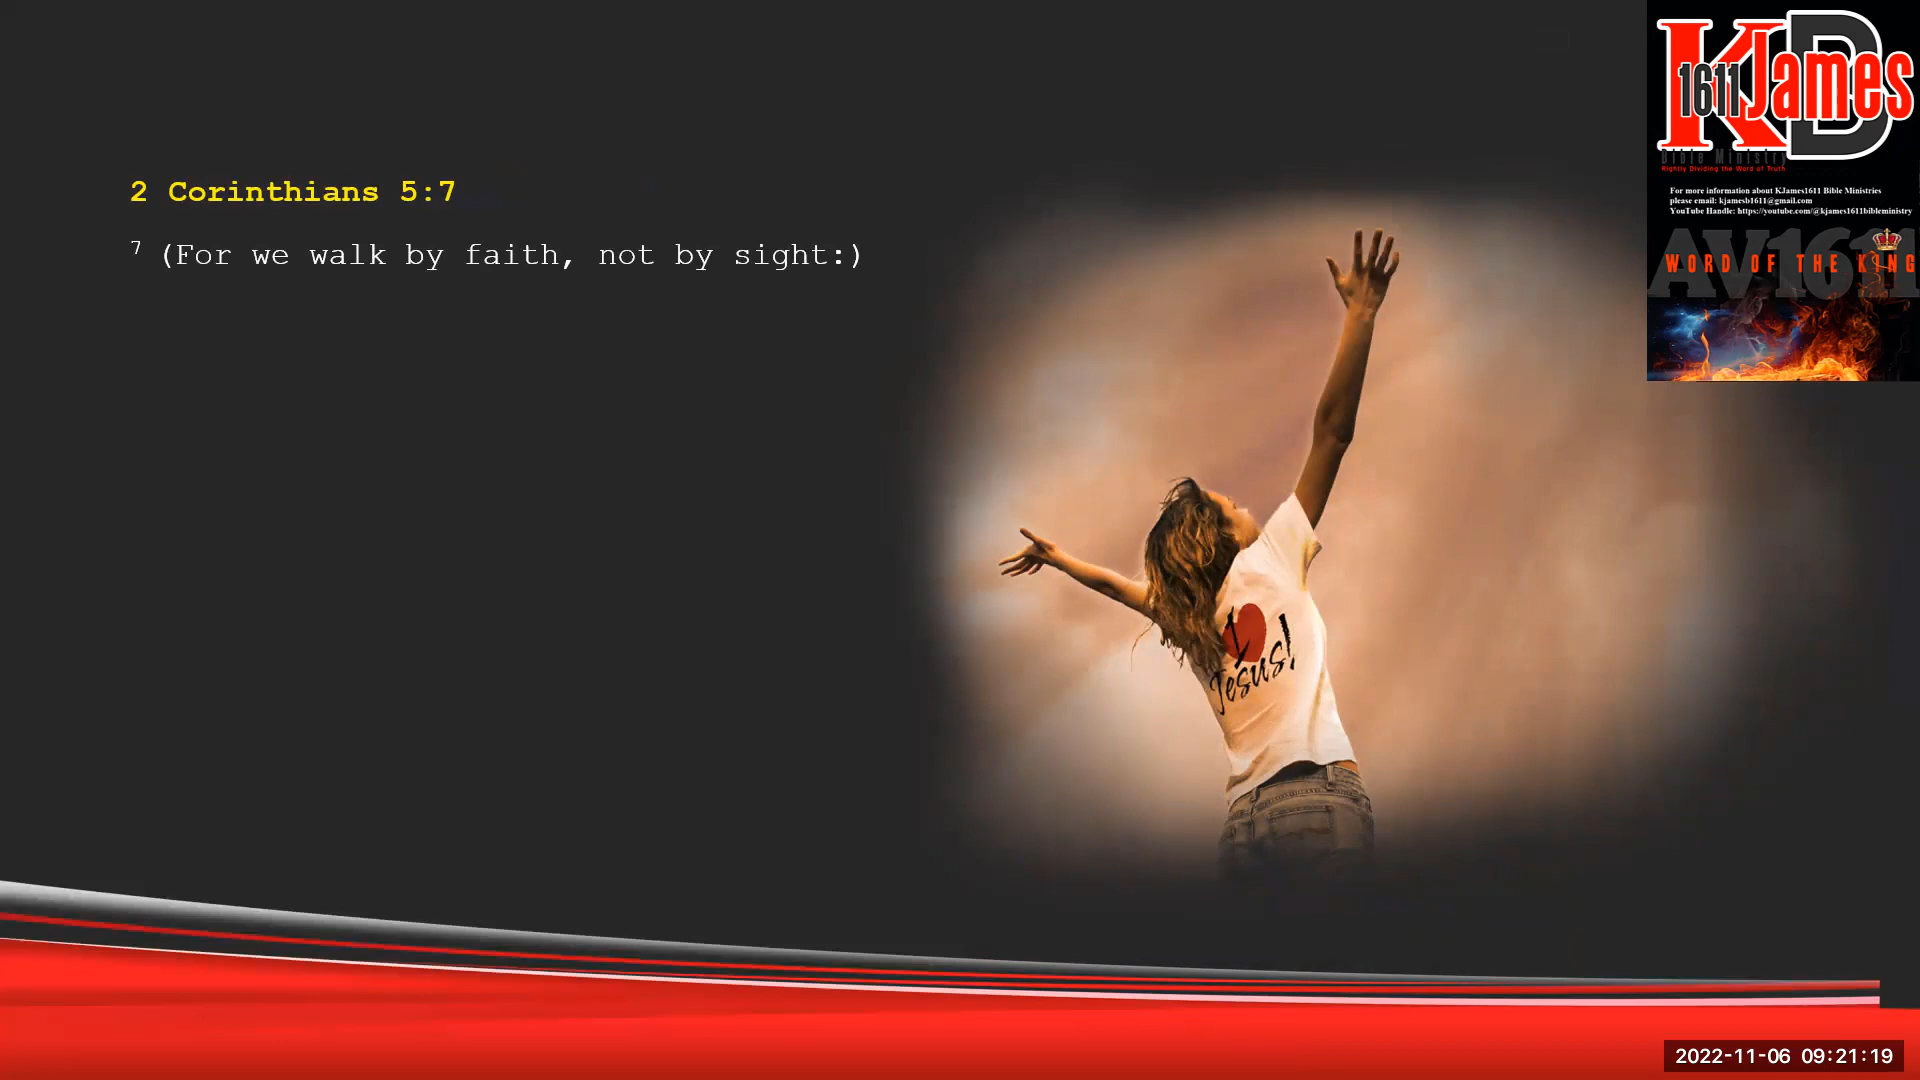 2 Corinthians 5:7
7 (For we walk by faith, not by sight:)
I
Jesus!
KB
1611 James
Bible Ministry
Rightly Dividing the Word of Truth
For more information about KJames1611 Bible Ministries
please email: kjamesb1611@gmail.com
YouTube Handle: https://youtube.com/@kjames1611bibleministry
AV1611
WORD OF THE KING
2022-11-06 09:21:19